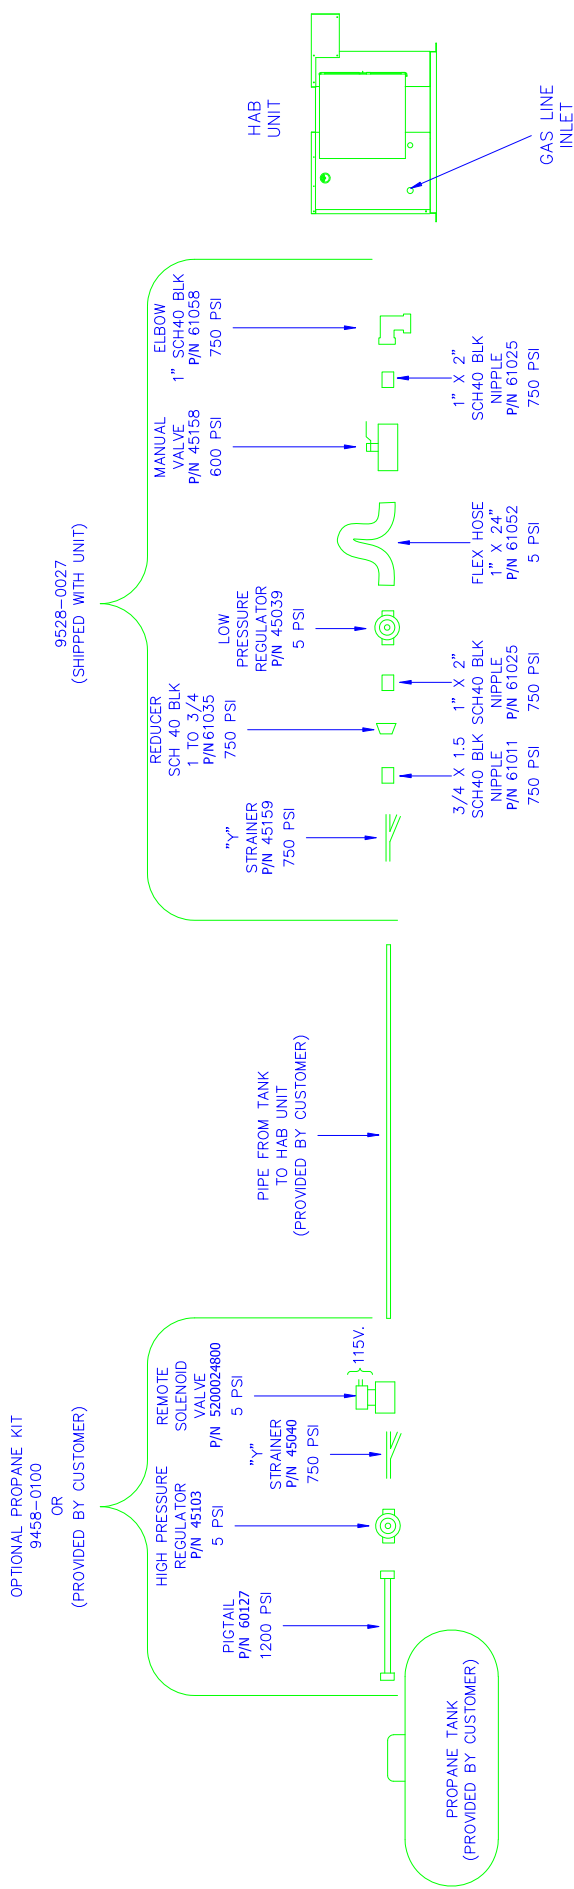 OPTIONAL PROPANE KIT
9458-0100
OR
(PROVIDED BY CUSTOMER)
PROPANE TANK
(PROVIDED BY CUSTOMER)
PIGTAIL
P/N 60127
1200 PSI
HIGH PRESSURE
REGULATOR
P/N 45103
5 PSI
"Y"
STRAINER
P/N 45040
750 PSI
REMOTE
SOLENOID
VALVE
P/N 5200024800
5 PSI
115V.
PIPE FROM TANK
TO HAB UNIT
(PROVIDED BY CUSTOMER)
9528-0027
(SHIPPED WITH UNIT)
"Y"
STRAINER
P/N 45159
750 PSI
3/4 X 1.5
SCH40 BLK
NIPPLE
P/N 61011
750 PSI
REDUCER
SCH 40 BLK
1 TO 3/4
P/N 61035
750 PSI
1" X 2"
SCH40 BLK
NIPPLE
P/N 61025
750 PSI
LOW
PRESSURE
REGULATOR
P/N 45039
5 PSI
FLEX HOSE
1" X 24"
P/N 61052
5 PSI
MANUAL
VALVE
P/N 45158
600 PSI
1" X 2"
SCH40 BLK
NIPPLE
P/N 61025
750 PSI
ELBOW
1" SCH40 BLK
P/N 61058
750 PSI
HAB
UNIT
GAS LINE
INLET